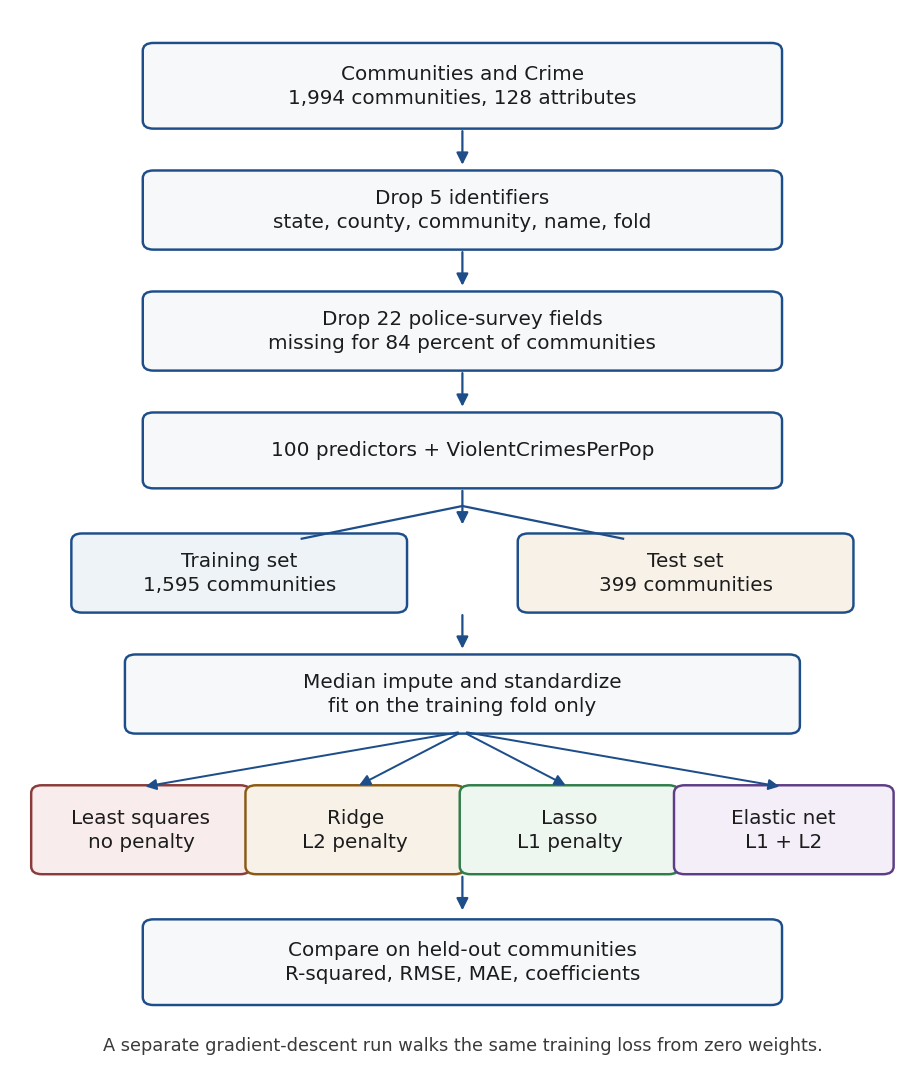 Communities and Crime
1,994 communities, 128 attributes
Drop 5 identifiers
state, county, community, name, fold
Drop 22 police-survey fields
missing for 84 percent of communities
100 predictors + ViolentCrimesPerPop
Training set
1,595 communities
Test set
399 communities
Median impute and standardize
fit on the training fold only
Least squares
no penalty
Ridge
L2 penalty
Lasso
L1 penalty
Elastic net
L1 + L2
Compare on held-out communities
R-squared, RMSE, MAE, coefficients
A separate gradient-descent run walks the same training loss from zero weights.